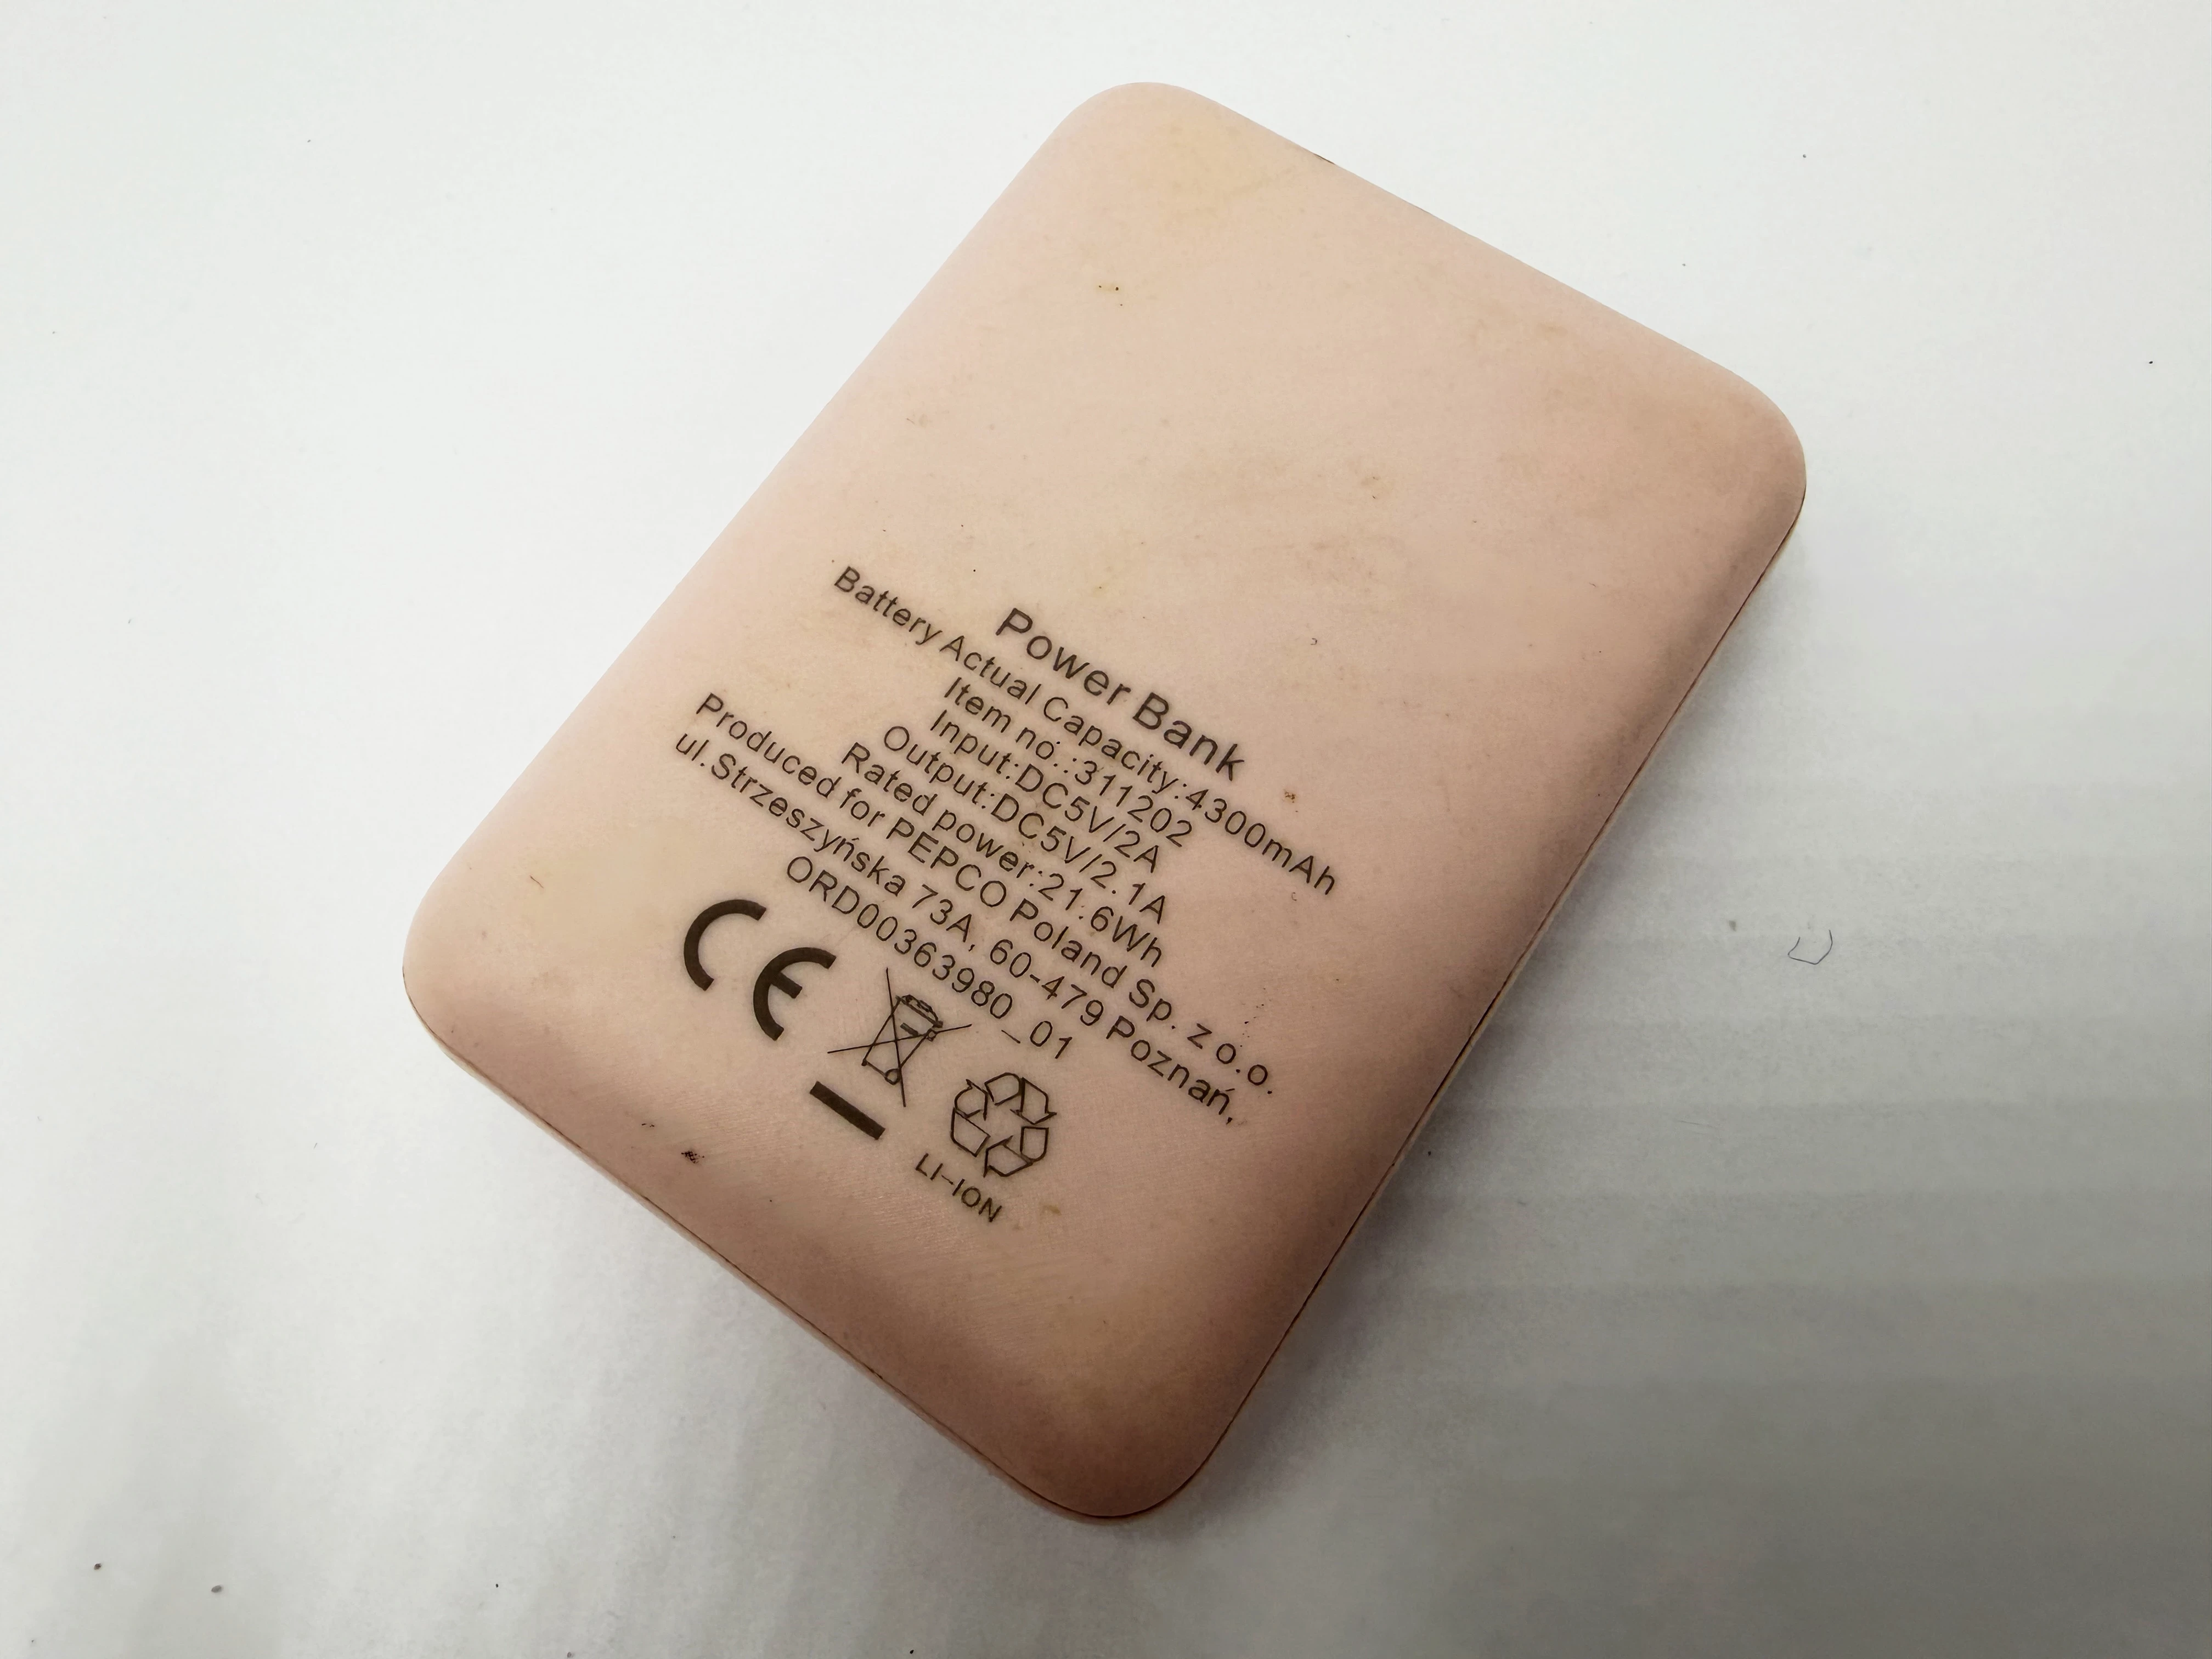 Power Bank
Battery Actual Capacity:4300mAh
Item no.:311202
Input:DC5V/2A
Output:DC5V/2.1A
Rated power:21.6Wh
Produced for PEPCO Poland Sp. z o.o.
ul.Strzeszyńska 73A, 60-479 Poznań,
ORD00363980_01
CE
LI-ION